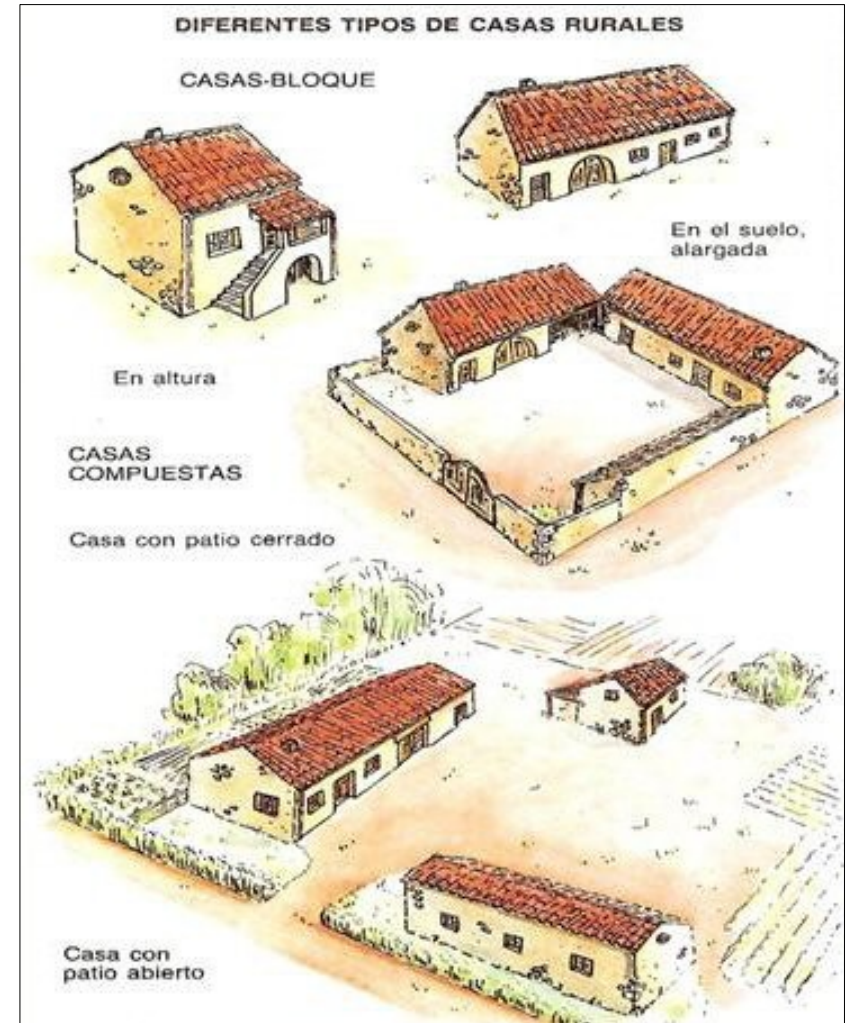 DIFERENTES TIPOS DE CASAS RURALES
CASAS-BLOQUE
En el suelo,
alargada
En altura
CASAS
COMPUESTAS
Casa con patio cerrado
Casa con
patio abierto